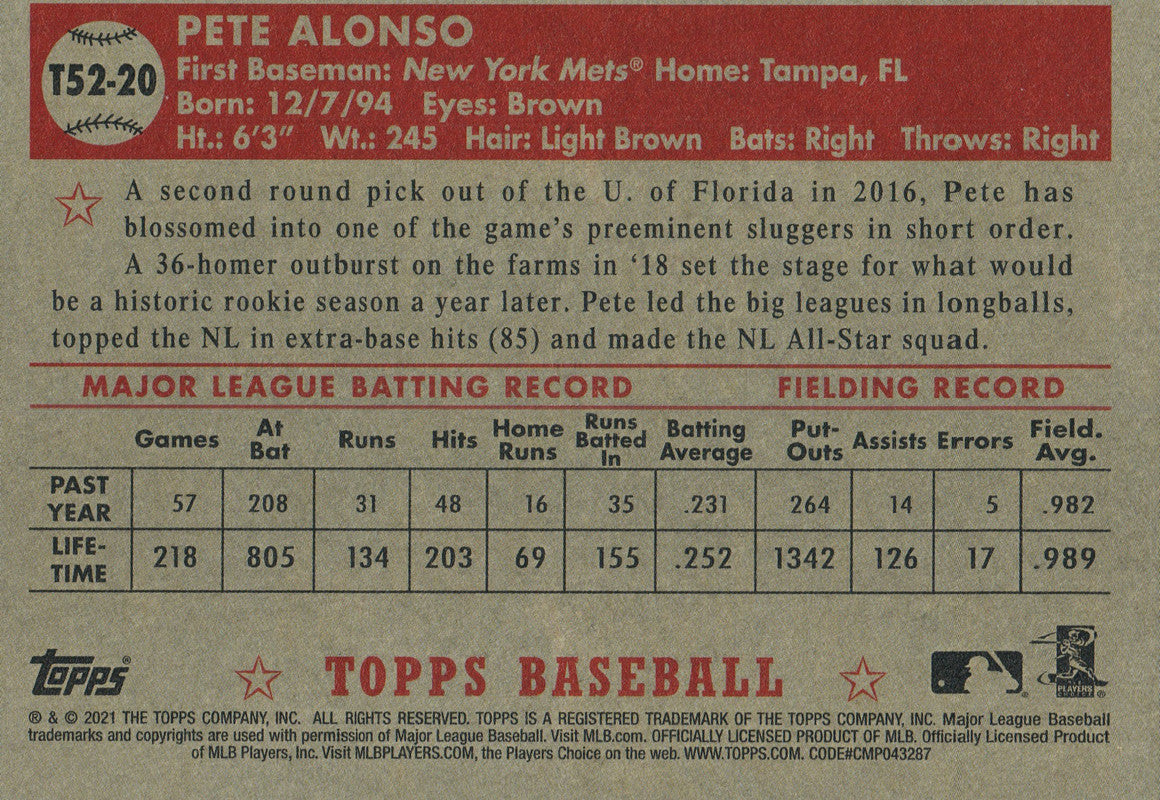 T52-20
PETE ALONSO
First Baseman: New York Mets® Home: Tampa, FL
Born: 12/7/94 Eyes: Brown
Ht.: 6'3" Wt.: 245 Hair: Light Brown Bats: Right Throws: Right
A second round pick out of the U. of Florida in 2016, Pete has
blossomed into one of the game's preeminent sluggers in short order.
A 36-homer outburst on the farms in '18 set the stage for what would
be a historic rookie season a year later. Pete led the big leagues in longballs,
topped the NL in extra-base hits (85) and made the NL All-Star squad.
MAJOR LEAGUE BATTING RECORD FIELDING RECORD
Games At Bat Runs Hits Home Runs Runs Batted In Batting Average Put-Outs Assists Errors Field. Avg.
PAST YEAR 57 208 31 48 16 35 .231 264 14 5 .982
LIFE-TIME 218 805 134 203 69 155 .252 1342 126 17 .989
Topps® TOPPS BASEBALL PLAYERS CHOICE ®
® & © 2021 THE TOPPS COMPANY, INC. ALL RIGHTS RESERVED. TOPPS IS A REGISTERED TRADEMARK OF THE TOPPS COMPANY, INC. Major League Baseball
trademarks and copyrights are used with permission of Major League Baseball. Visit MLB.com. OFFICIALLY LICENSED PRODUCT OF MLB. Officially Licensed Product
of MLB Players, Inc. Visit MLBPLAYERS.COM, the Players Choice on the web. WWW.TOPPS.COM. CODE#CMP043287